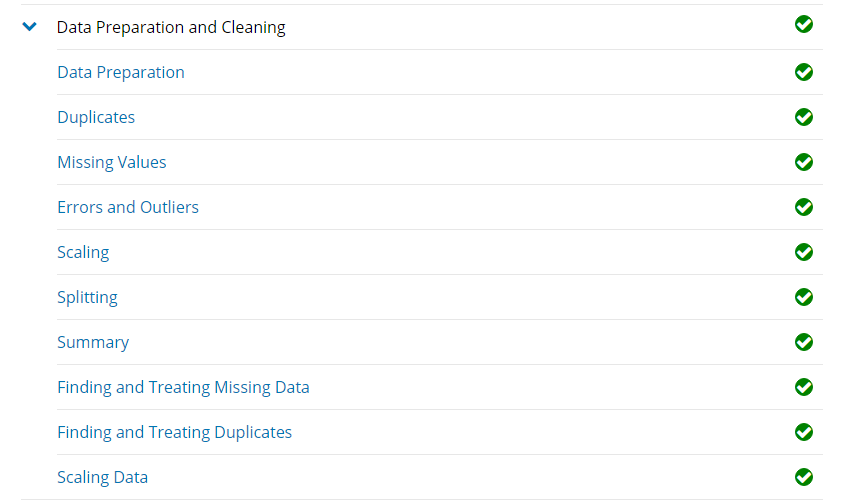 Data Preparation and Cleaning
Data Preparation
Duplicates
Missing Values
Errors and Outliers
Scaling
Splitting
Summary
Finding and Treating Missing Data
Finding and Treating Duplicates
Scaling Data